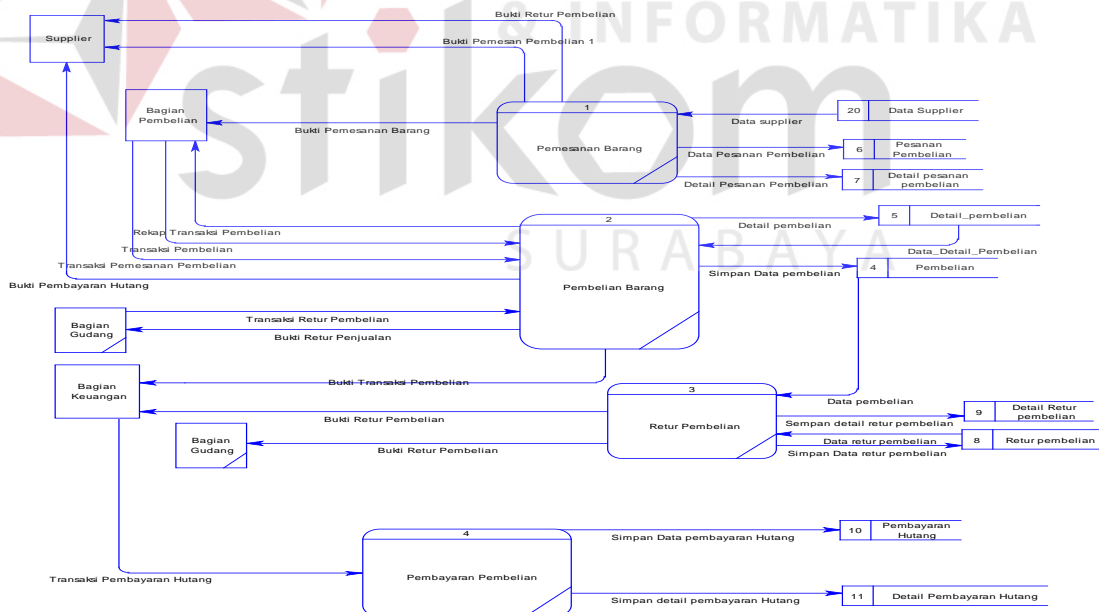 & INFORMATIKA
stikom
SURABAYA
Bukti Retur Pembelian
Supplier
Bukti Pemesan Pembelian 1
Bagian
Pembelian
Bukti Pemesanan Barang
1
Pemesanan Barang
Data supplier
20 Data Supplier
Data Pesanan Pembelian
6 Pesanan
Pembelian
Detail Pesanan Pembelian
7 Detail pesanan
pembelian
2
Pembelian Barang
Detail pembelian
5 Detail_pembelian
Data_Detail_Pembelian
Simpan Data pembelian
4 Pembelian
Rekap Transaksi Pembelian
Transaksi Pembelian
Transaksi Pemesanan Pembelian
Bukti Pembayaran Hutang
Bagian
Gudang
Transaksi Retur Pembelian
Bukti Retur Penjualan
Bagian
Keuangan
Bukti Transaksi Pembelian
3
Retur Pembelian
Data pembelian
Bukti Retur Pembelian
Sempan detail retur pembelian
9 Detail Retur
pembelian
Bagian
Gudang
Bukti Retur Pembelian
Data retur pembelian
8 Retur pembelian
Simpan Data retur pembelian
4
Pembayaran Pembelian
Simpan Data pembayaran Hutang
10 Pembayaran
Hutang
Transaksi Pembayaran Hutang
Simpan detail pembayaran Hutang
11 Detail Pembayaran Hutang